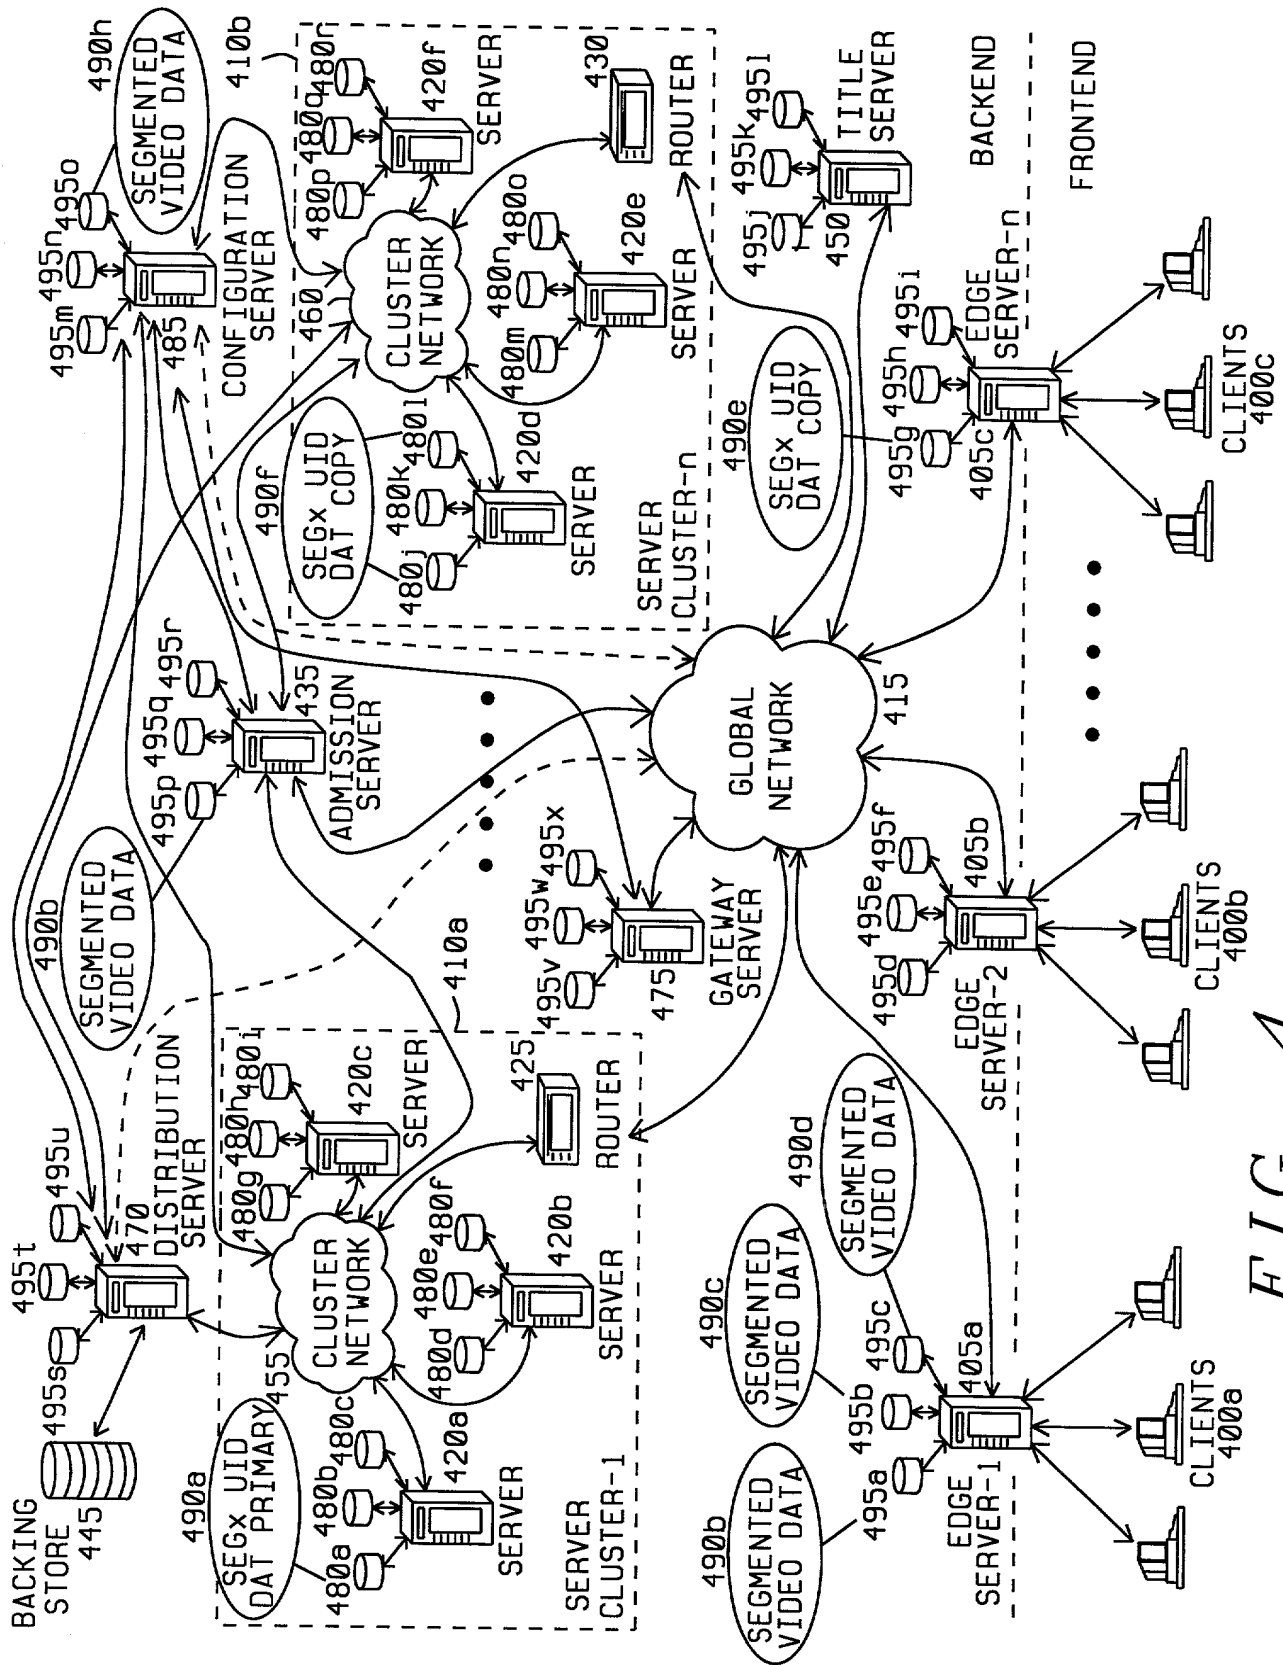 BACKING
STORE
445
495s
495t
495u
470
DISTRIBUTION
SERVER
490b
SEGMENTED
VIDEO DATA
495p
495q
495r
435
ADMISSION
SERVER
495m
495n
495o
485
CONFIGURATION
SERVER
490h
SEGMENTED
VIDEO DATA
410b
490a
SEGx UID
DAT PRIMARY
480a
480b
480c
420a
SERVER
455
CLUSTER
NETWORK
480g
480h
480i
420c
SERVER
480d
480e
480f
420b
SERVER
425
ROUTER
410a
SERVER
CLUSTER-1
490f
SEGx UID
DAT COPY
480j
480k
480l
420d
SERVER
460
CLUSTER
NETWORK
480p
480q
480r
420f
SERVER
480m
480n
480o
420e
SERVER
430
ROUTER
SERVER
CLUSTER-n
495v
495w
495x
475
GATEWAY
SERVER
GLOBAL
NETWORK
415
495j
495k
495l
450
TITLE
SERVER
490b
SEGMENTED
VIDEO DATA
490c
SEGMENTED
VIDEO DATA
490d
SEGMENTED
VIDEO DATA
495a
495b
495c
405a
EDGE
SERVER-1
495d
495e
495f
405b
EDGE
SERVER-2
490e
SEGx UID
DAT COPY
495g
495h
495i
405c
EDGE
SERVER-n
BACKEND
FRONTEND
CLIENTS
400a
CLIENTS
400b
CLIENTS
400c
FIG. 4